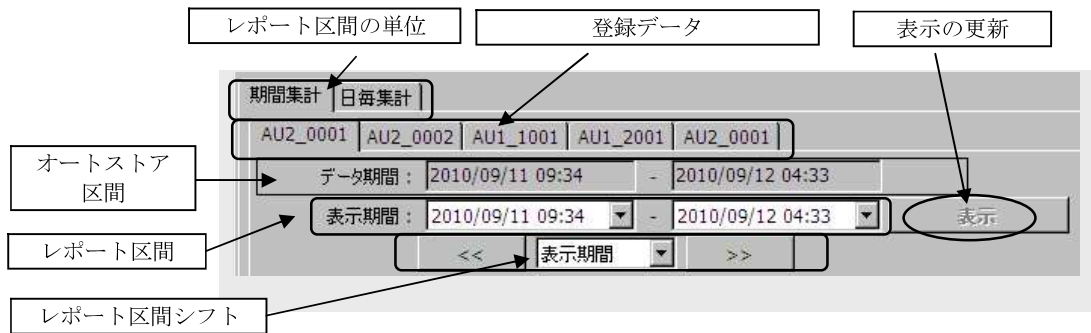 レポート区間の単位 登録データ 表示の更新
期間集計 日毎集計
AU2_0001 AU2_0002 AU1_1001 AU1_2001 AU2_0001
オートストア
区間
データ期間： 2010/09/11 09:34 - 2010/09/12 04:33
表示期間： 2010/09/11 09:34 - 2010/09/12 04:33 表示
レポート区間
<< 表示期間 >>
レポート区間シフト